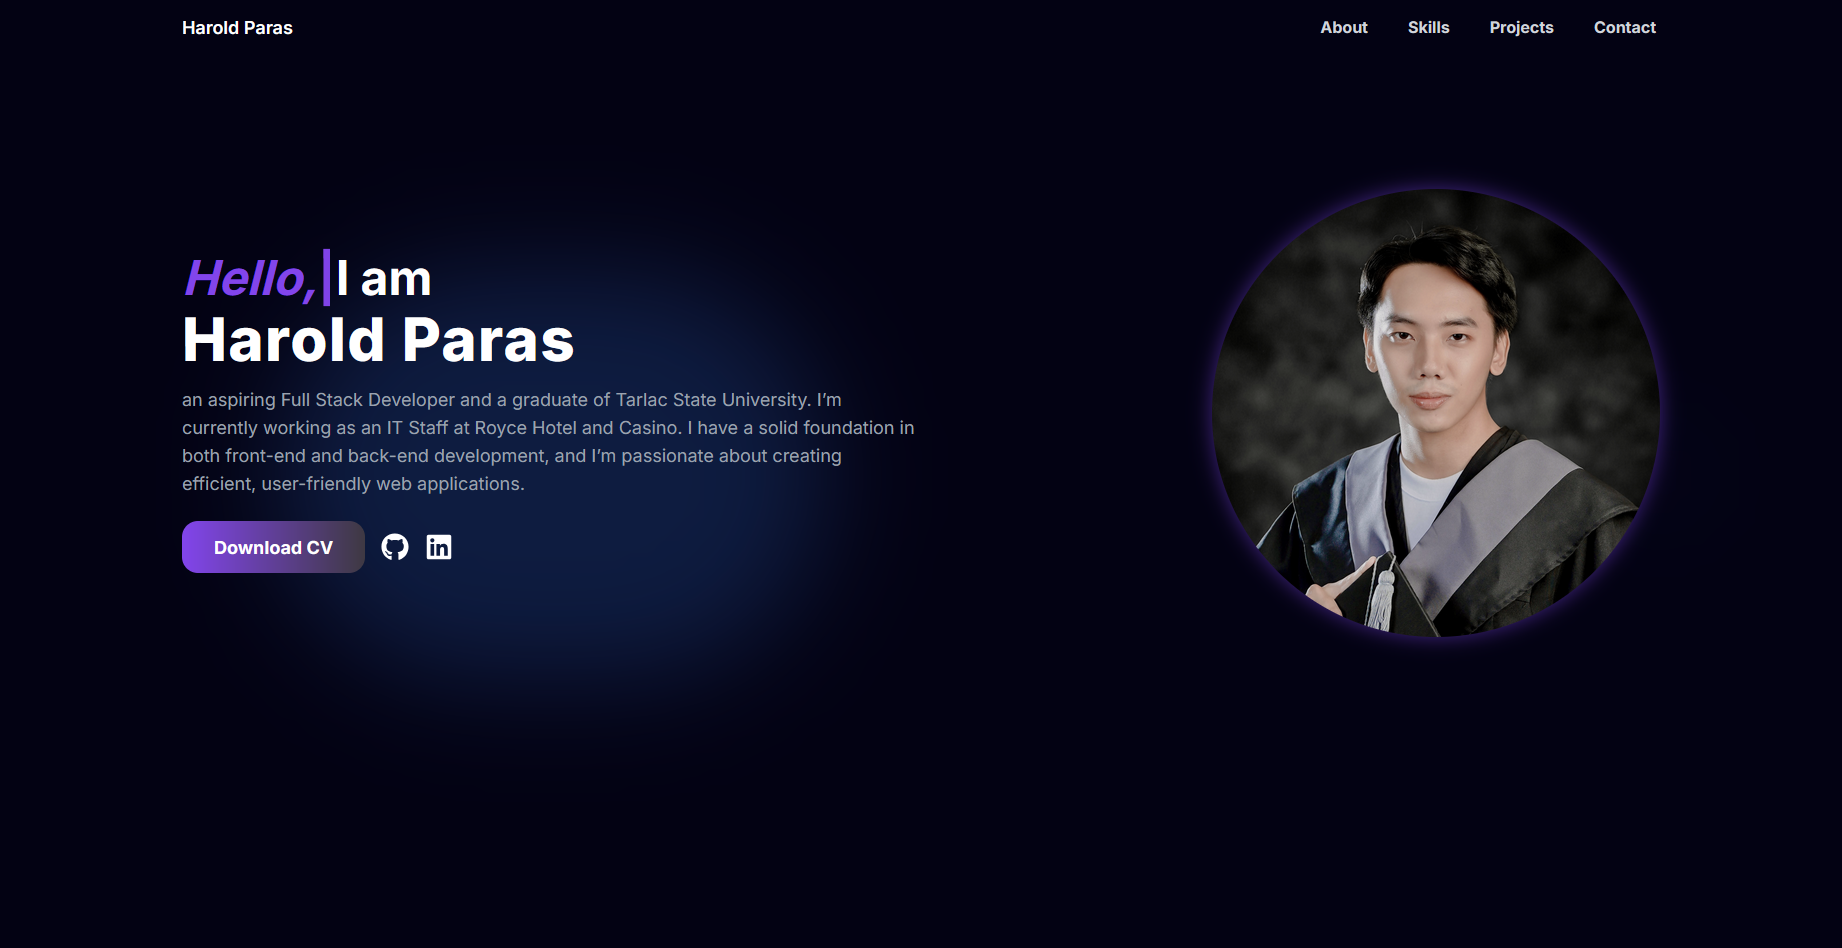 Harold Paras
About Skills Projects Contact
Hello,|I am
Harold Paras
an aspiring Full Stack Developer and a graduate of Tarlac State University. I’m
currently working as an IT Staff at Royce Hotel and Casino. I have a solid foundation in
both front-end and back-end development, and I’m passionate about creating
efficient, user-friendly web applications.
Download CV
in